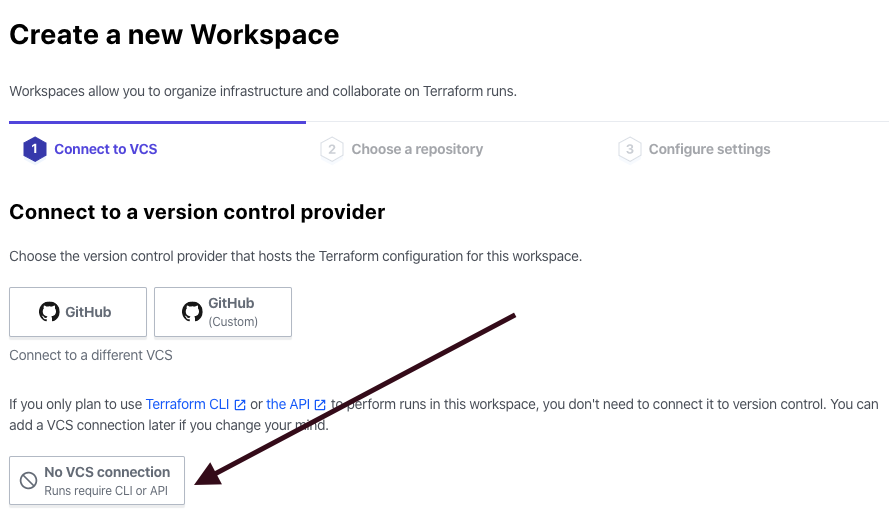 Create a new Workspace
Workspaces allow you to organize infrastructure and collaborate on Terraform runs.
1 Connect to VCS
2 Choose a repository
3 Configure settings
Connect to a version control provider
Choose the version control provider that hosts the Terraform configuration for this workspace.
GitHub
GitHub
(Custom)
Connect to a different VCS
If you only plan to use Terraform CLI or the API to perform runs in this workspace, you don't need to connect it to version control. You can
add a VCS connection later if you change your mind.
No VCS connection
Runs require CLI or API